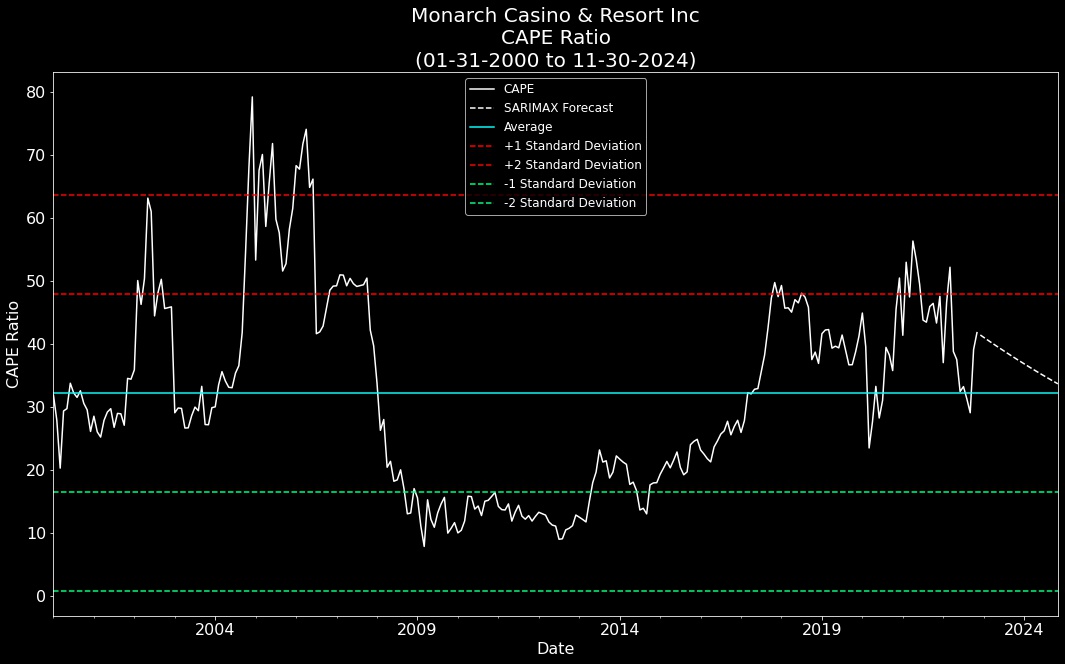 Monarch Casino & Resort Inc
CAPE Ratio
(01-31-2000 to 11-30-2024)
CAPE
SARIMAX Forecast
Average
+1 Standard Deviation
+2 Standard Deviation
-1 Standard Deviation
-2 Standard Deviation
CAPE Ratio
80
70
60
50
40
30
20
10
0
2004
2009
2014
2019
2024
Date